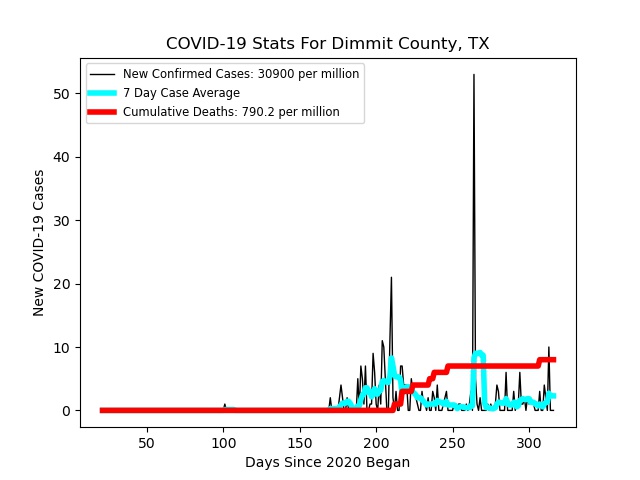 COVID-19 Stats For Dimmit County, TX
New Confirmed Cases: 30900 per million
7 Day Case Average
Cumulative Deaths: 790.2 per million
New COVID-19 Cases
50
40
30
20
10
0
50 100 150 200 250 300
Days Since 2020 Began